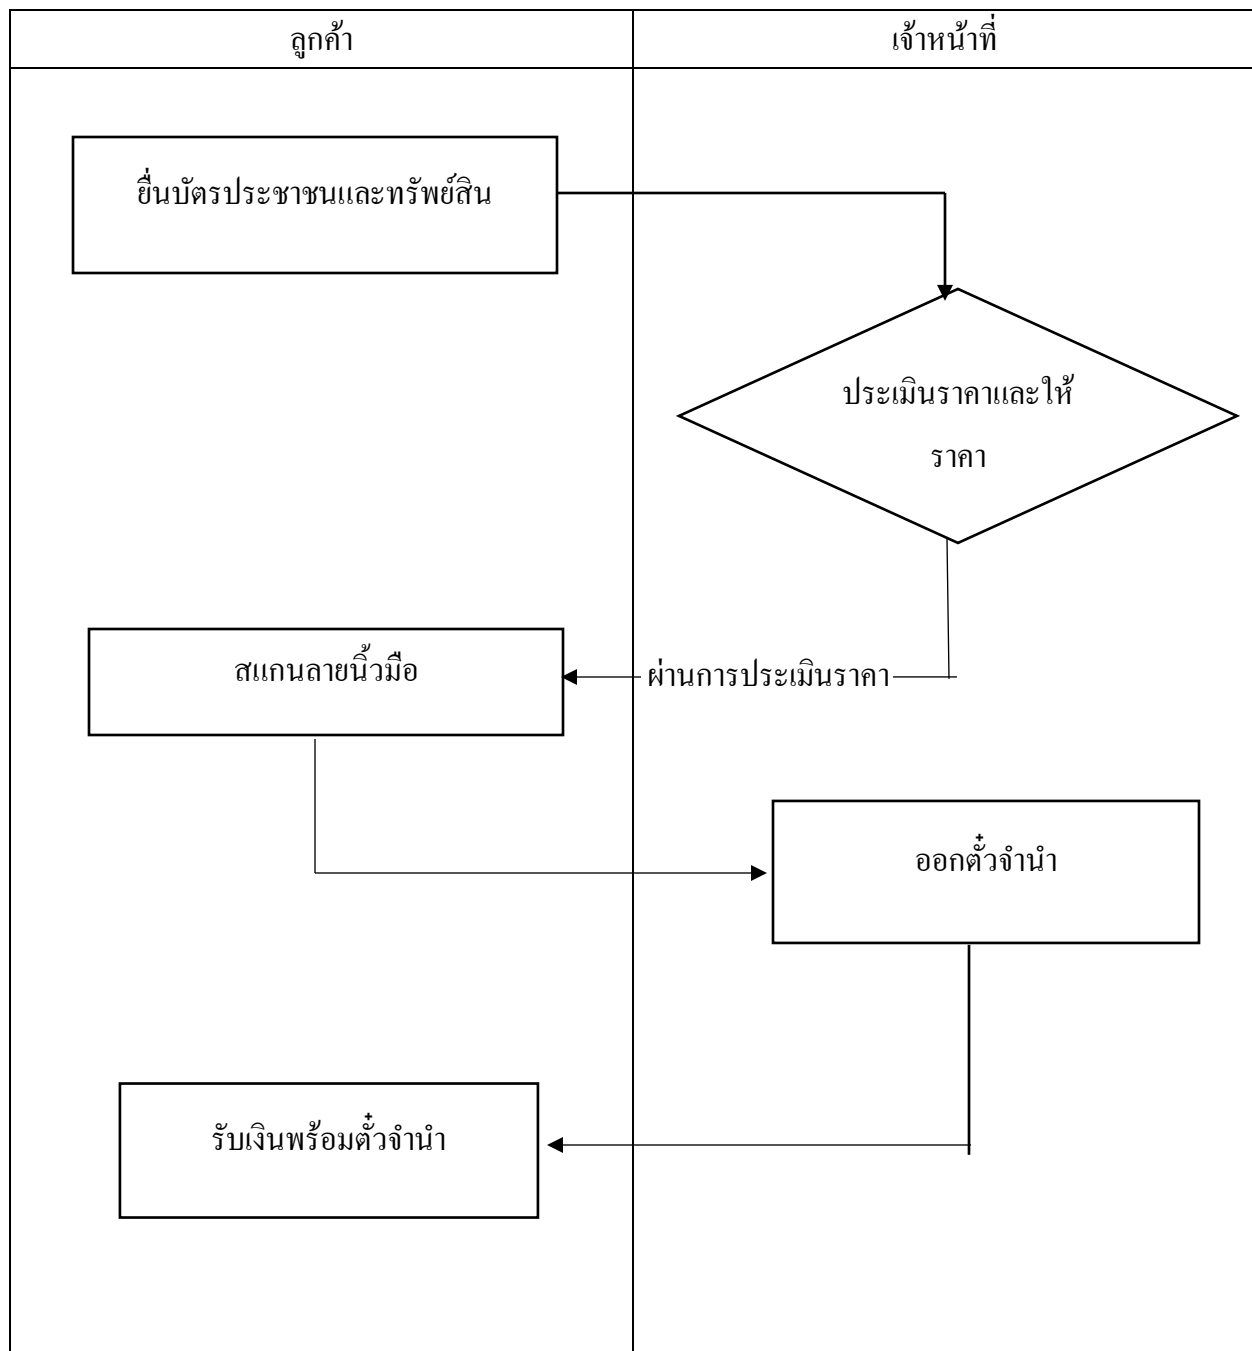 ลูกค้า
เจ้าหน้าที่
ยื่นบัตรประชาชนและทรัพย์สิน
ประเมินราคาและให้
ราคา
สแกนลายนิ้วมือ
ผ่านการประเมินราคา
ออกตั๋วจำนำ
รับเงินพร้อมตั๋วจำนำ